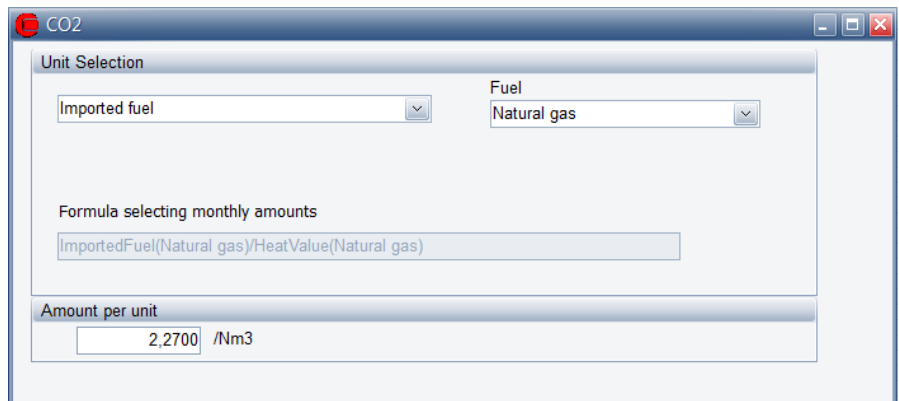 CO2
Unit Selection
Fuel
Imported fuel
Natural gas
Formula selecting monthly amounts
ImportedFuel(Natural gas)/HeatValue(Natural gas)
Amount per unit
2,2700 /Nm3